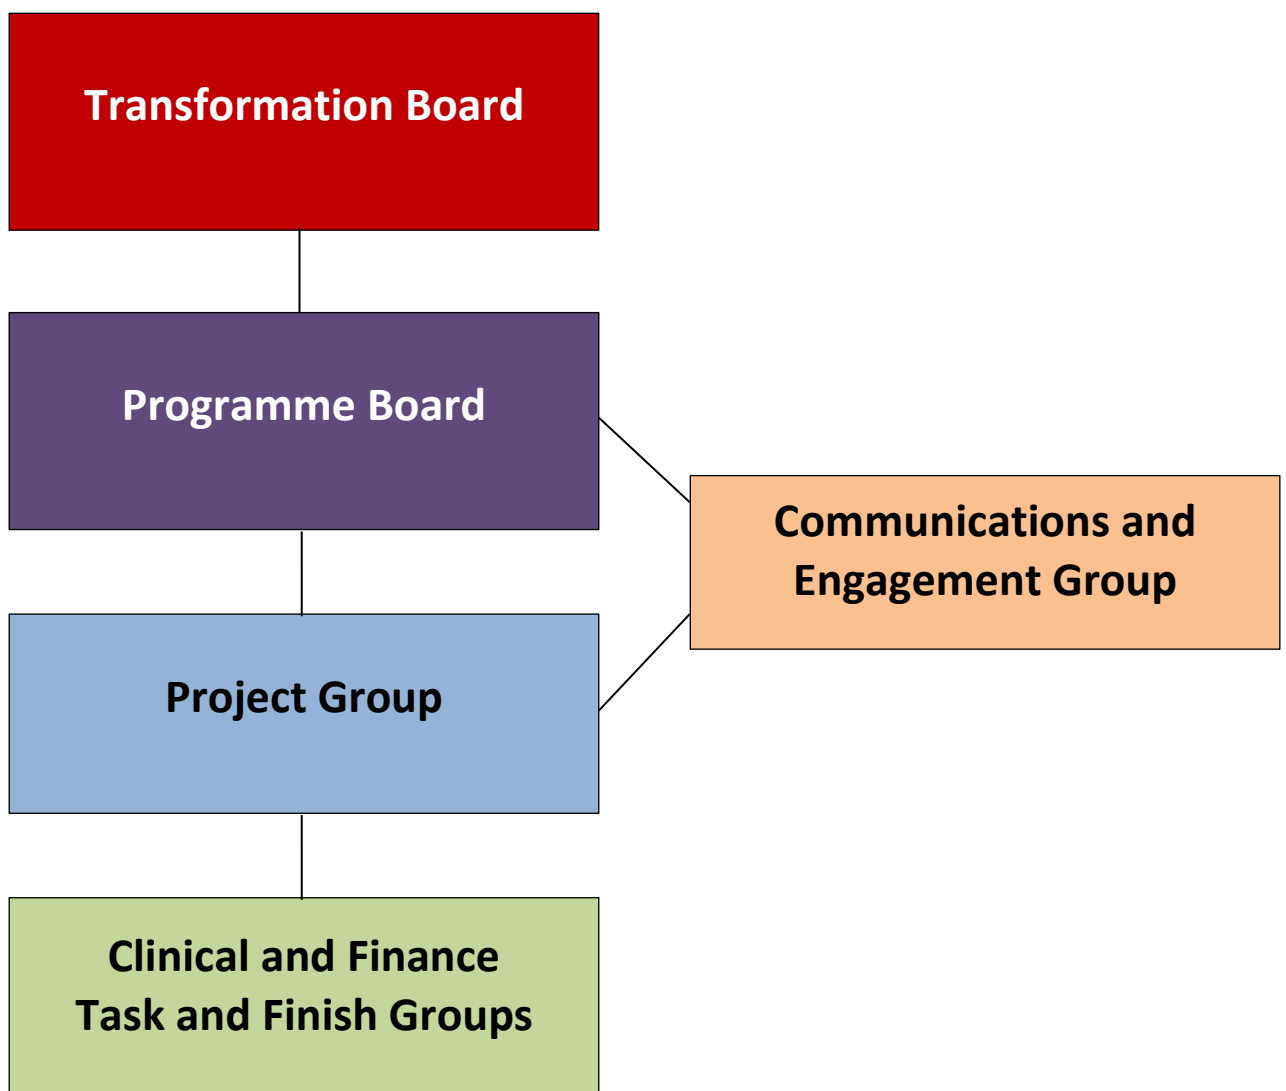 Transformation Board
Programme Board
Communications and
Engagement Group
Project Group
Clinical and Finance
Task and Finish Groups